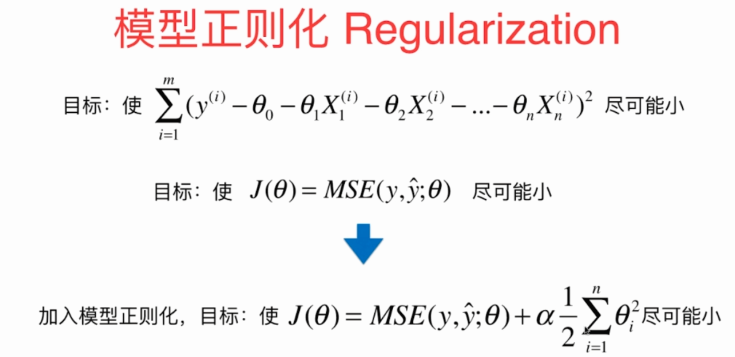 模型正则化 Regularization
目标：使 $\sum_{i=1}^{m}(y^{(i)}-\theta_0-\theta_1X_1^{(i)}-\theta_2X_2^{(i)}-...-\theta_nX_n^{(i)})^2$ 尽可能小
目标：使 $J(\theta)=MSE(y,\hat{y};\theta)$ 尽可能小
加入模型正则化，目标：使 $J(\theta)=MSE(y,\hat{y};\theta)+\alpha\frac{1}{2}\sum_{i=1}^{n}\theta_i^2$ 尽可能小